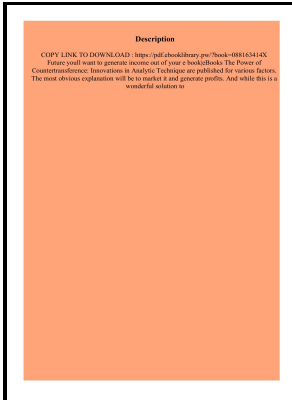 Description
COPY LINK TO DOWNLOAD : https://pdf.ebooklibrary.pw/?book=088163414X
Future youll want to generate income out of your e book|eBooks The Power of
Countertransference: Innovations in Analytic Technique are published for various factors.
The most obvious explanation will be to market it and generate profits. And while this is a
wonderful solution to